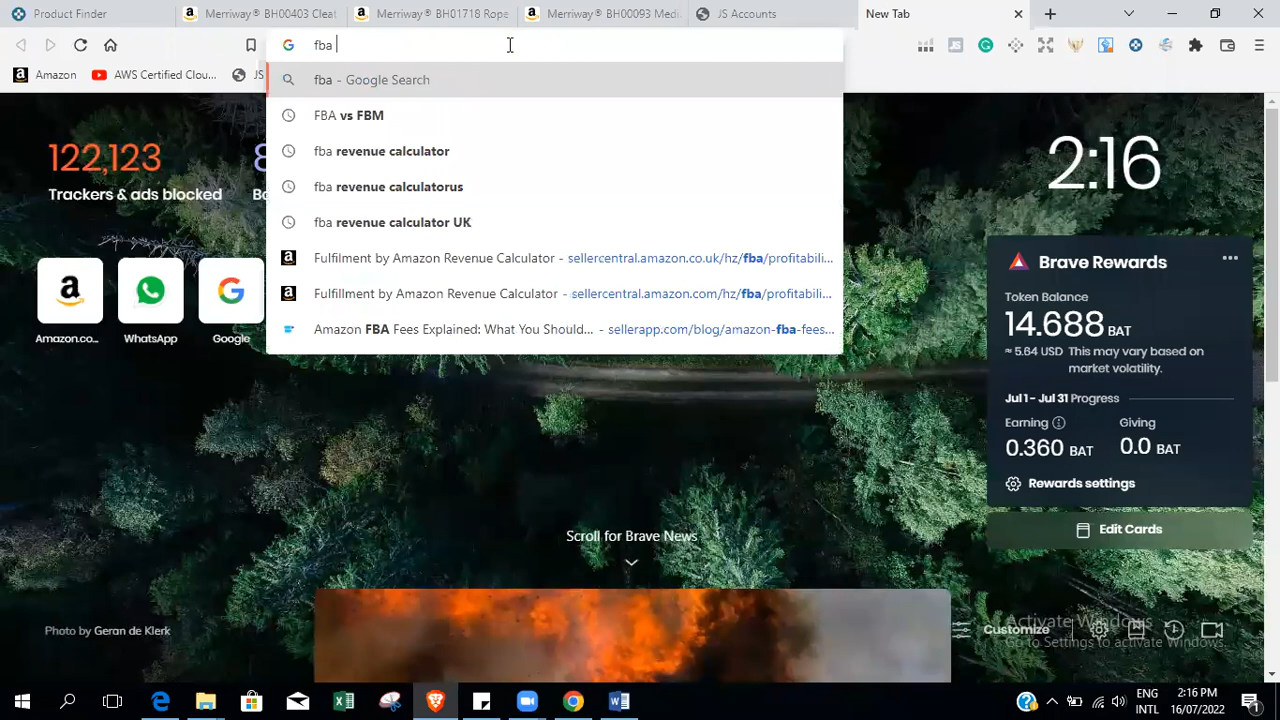 Product Finder
Merriway® BH00403 Cleat
Merriway® BH01718 Rope
Merriway® BH00093 Medi
JS Accounts
New Tab
fba
Amazon
AWS Certified Clou...
JS
fba - Google Search
FBA vs FBM
fba revenue calculator
fba revenue calculatorus
fba revenue calculator UK
Fulfilment by Amazon Revenue Calculator - sellercentral.amazon.co.uk/hz/fba/profitabili...
Fulfillment by Amazon Revenue Calculator - sellercentral.amazon.com/hz/fba/profitabili...
Amazon FBA Fees Explained: What You Should... - sellerapp.com/blog/amazon-fba-fees...
122,123
Trackers & ads blocked
2:16
Amazon.co...
WhatsApp
Google
Brave Rewards
Token Balance
14.688 BAT
≈ 5.64 USD This may vary based on
market volatility.
Jul 1 - Jul 31 Progress
Earning
Giving
0.360 BAT
0.0 BAT
Rewards settings
Edit Cards
Scroll for Brave News
Photo by Geran de Klerk
Customize
Activate Windows
Go to Settings to activate Windows.
ENG
INTL
2:16 PM
16/07/2022